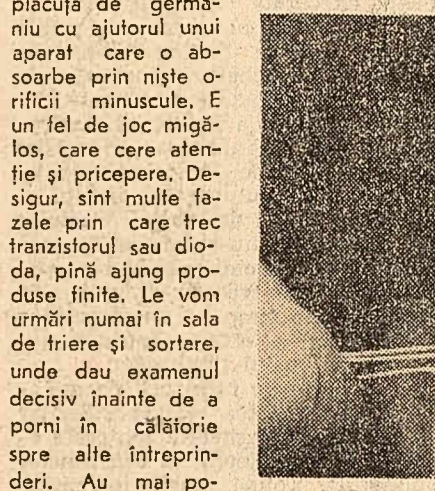 plăcuța de germa-
niu cu ajutorul unui
aparat care o ab-
soarbe prin niște o-
rificii minuscule. E
un fel de joc migă-
los, care cere aten-
ție și pricepere. De-
sigur, sînt multe fa-
zele prin care trec
tranzistorul sau dio-
da, pînă ajung pro-
duse finite. Le vom
urmări numai în sala
de triere și sortare,
unde dau examenul
decisiv înainte de a
porni în călătorie
spre alte întreprin-
deri. Au mai po-